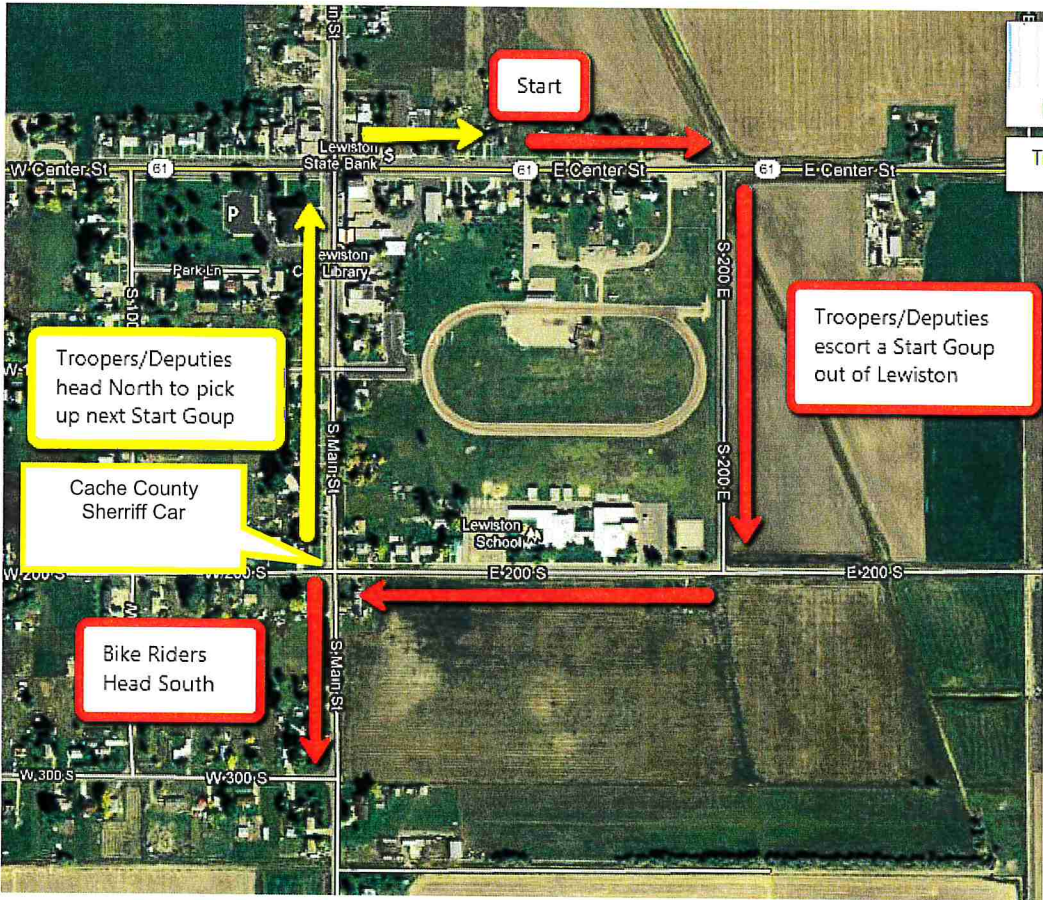 Start
Lewiston
State Bank
$
W Center St
61
61
E Center St
61
E Center St
T
P
Park Ln
Lewiston
Library
S 200 E
Troopers/Deputies
escort a Start Goup
out of Lewiston
Troopers/Deputies
head North to pick
up next Start Goup
S Main St
S 200 E
Cache County
Sherriff Car
Lewiston
School
W 200 S
W 200 S
E 200 S
E 200 S
Bike Riders
Head South
S Main St
W 300 S
W 300 S